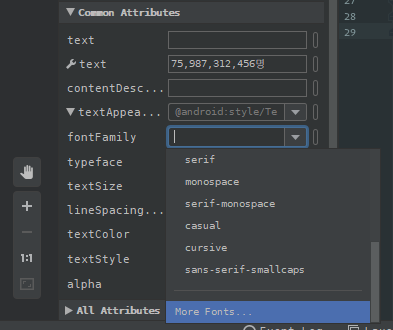 Common Attributes
27
text
28
text
75,987,312,456명
29
contentDesc...
textAppea...
@android:style/Te
fontFamily
typeface
serif
monospace
textSize
serif-monospace
lineSpacing...
casual
textColor
cursive
textStyle
sans-serif-smallcaps
alpha
1:1
All Attributes
More Fonts...